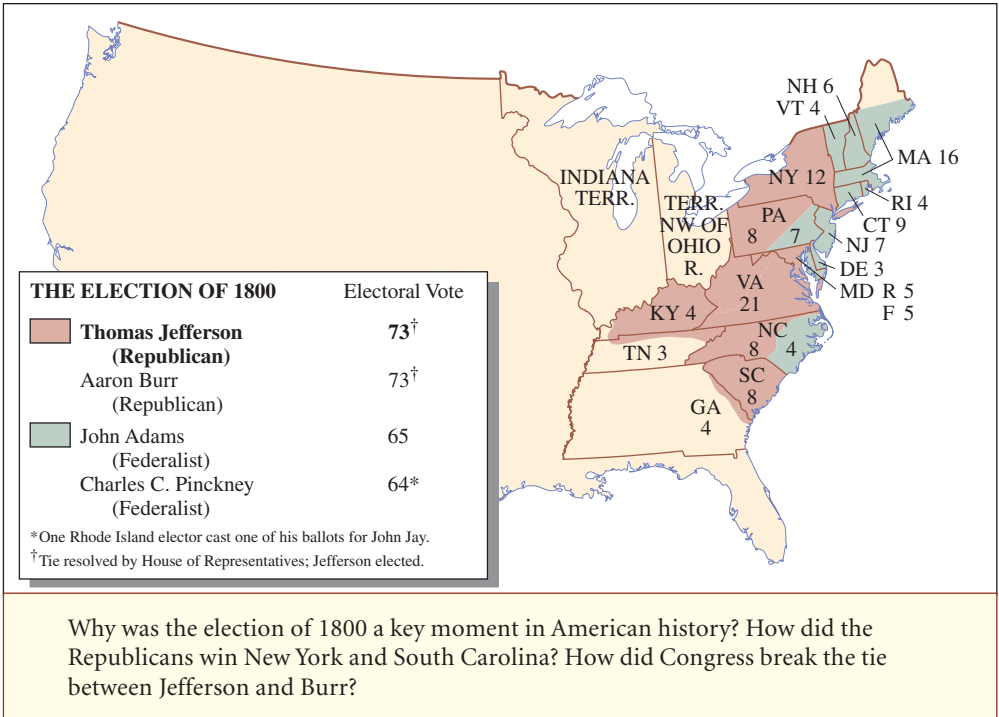 NH 6
VT 4
MA 16
NY 12
RI 4
CT 9
PA
8
7
NJ 7
DE 3
MD R 5
F 5
INDIANA
TERR.
TERR.
NW OF
OHIO
R.
VA
21
KY 4
NC
8
4
TN 3
SC
8
GA
4
THE ELECTION OF 1800 Electoral Vote
Thomas Jefferson 73†
(Republican)
Aaron Burr 73†
(Republican)
John Adams 65
(Federalist)
Charles C. Pinckney 64*
(Federalist)
*One Rhode Island elector cast one of his ballots for John Jay.
†Tie resolved by House of Representatives; Jefferson elected.
Why was the election of 1800 a key moment in American history? How did the
Republicans win New York and South Carolina? How did Congress break the tie
between Jefferson and Burr?